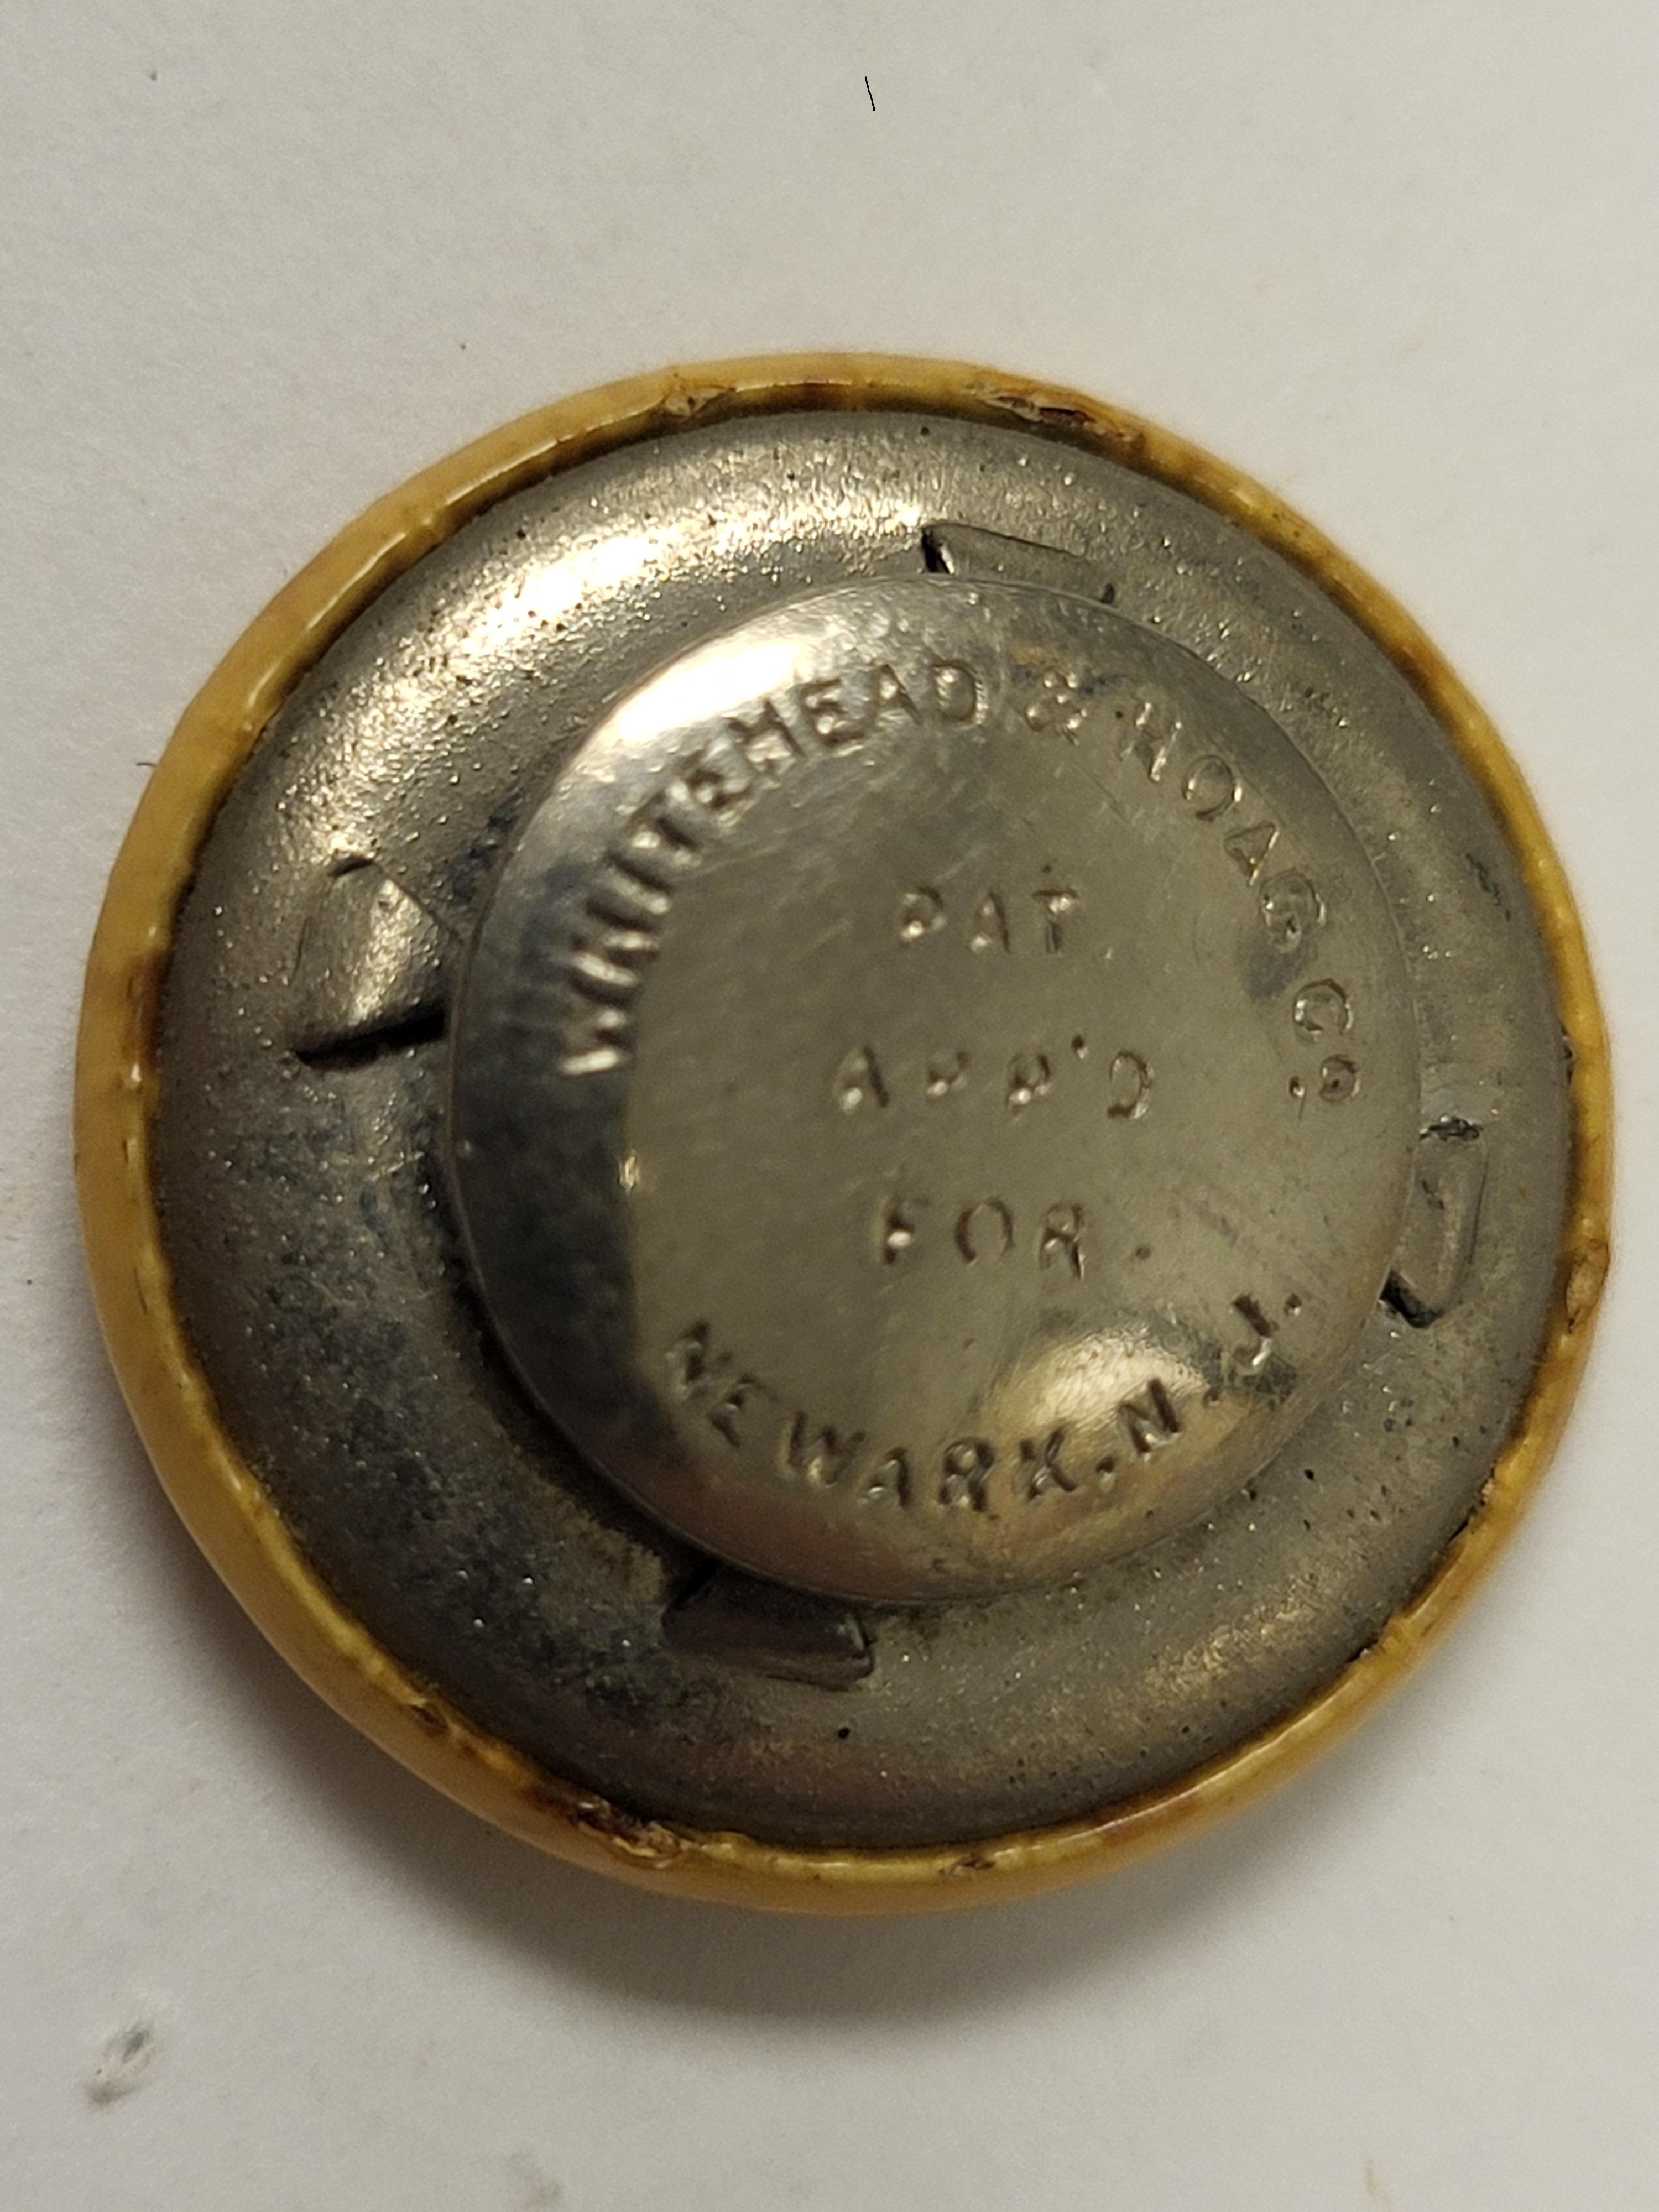 WHITEHEAD & HOAG CO.
PAT.
APP'D
FOR.
NEWARK, N.J.